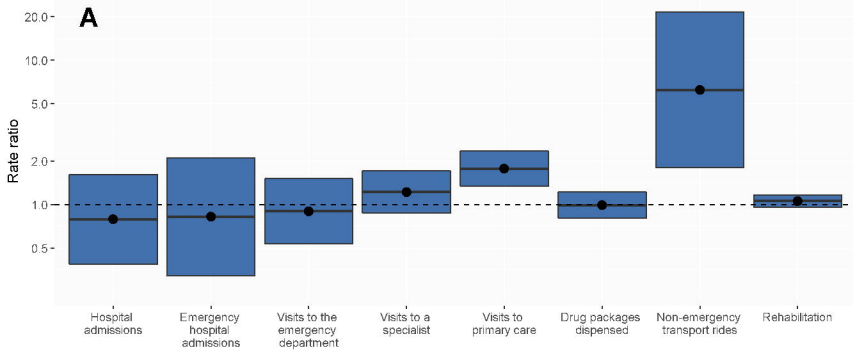 A
Rate ratio
20.0
10.0
5.0
2.0
1.0
0.5
Hospital
admissions
Emergency
hospital
admissions
Visits to the
emergency
department
Visits to a
specialist
Visits to
primary care
Drug packages
dispensed
Non-emergency
transport rides
Rehabilitation